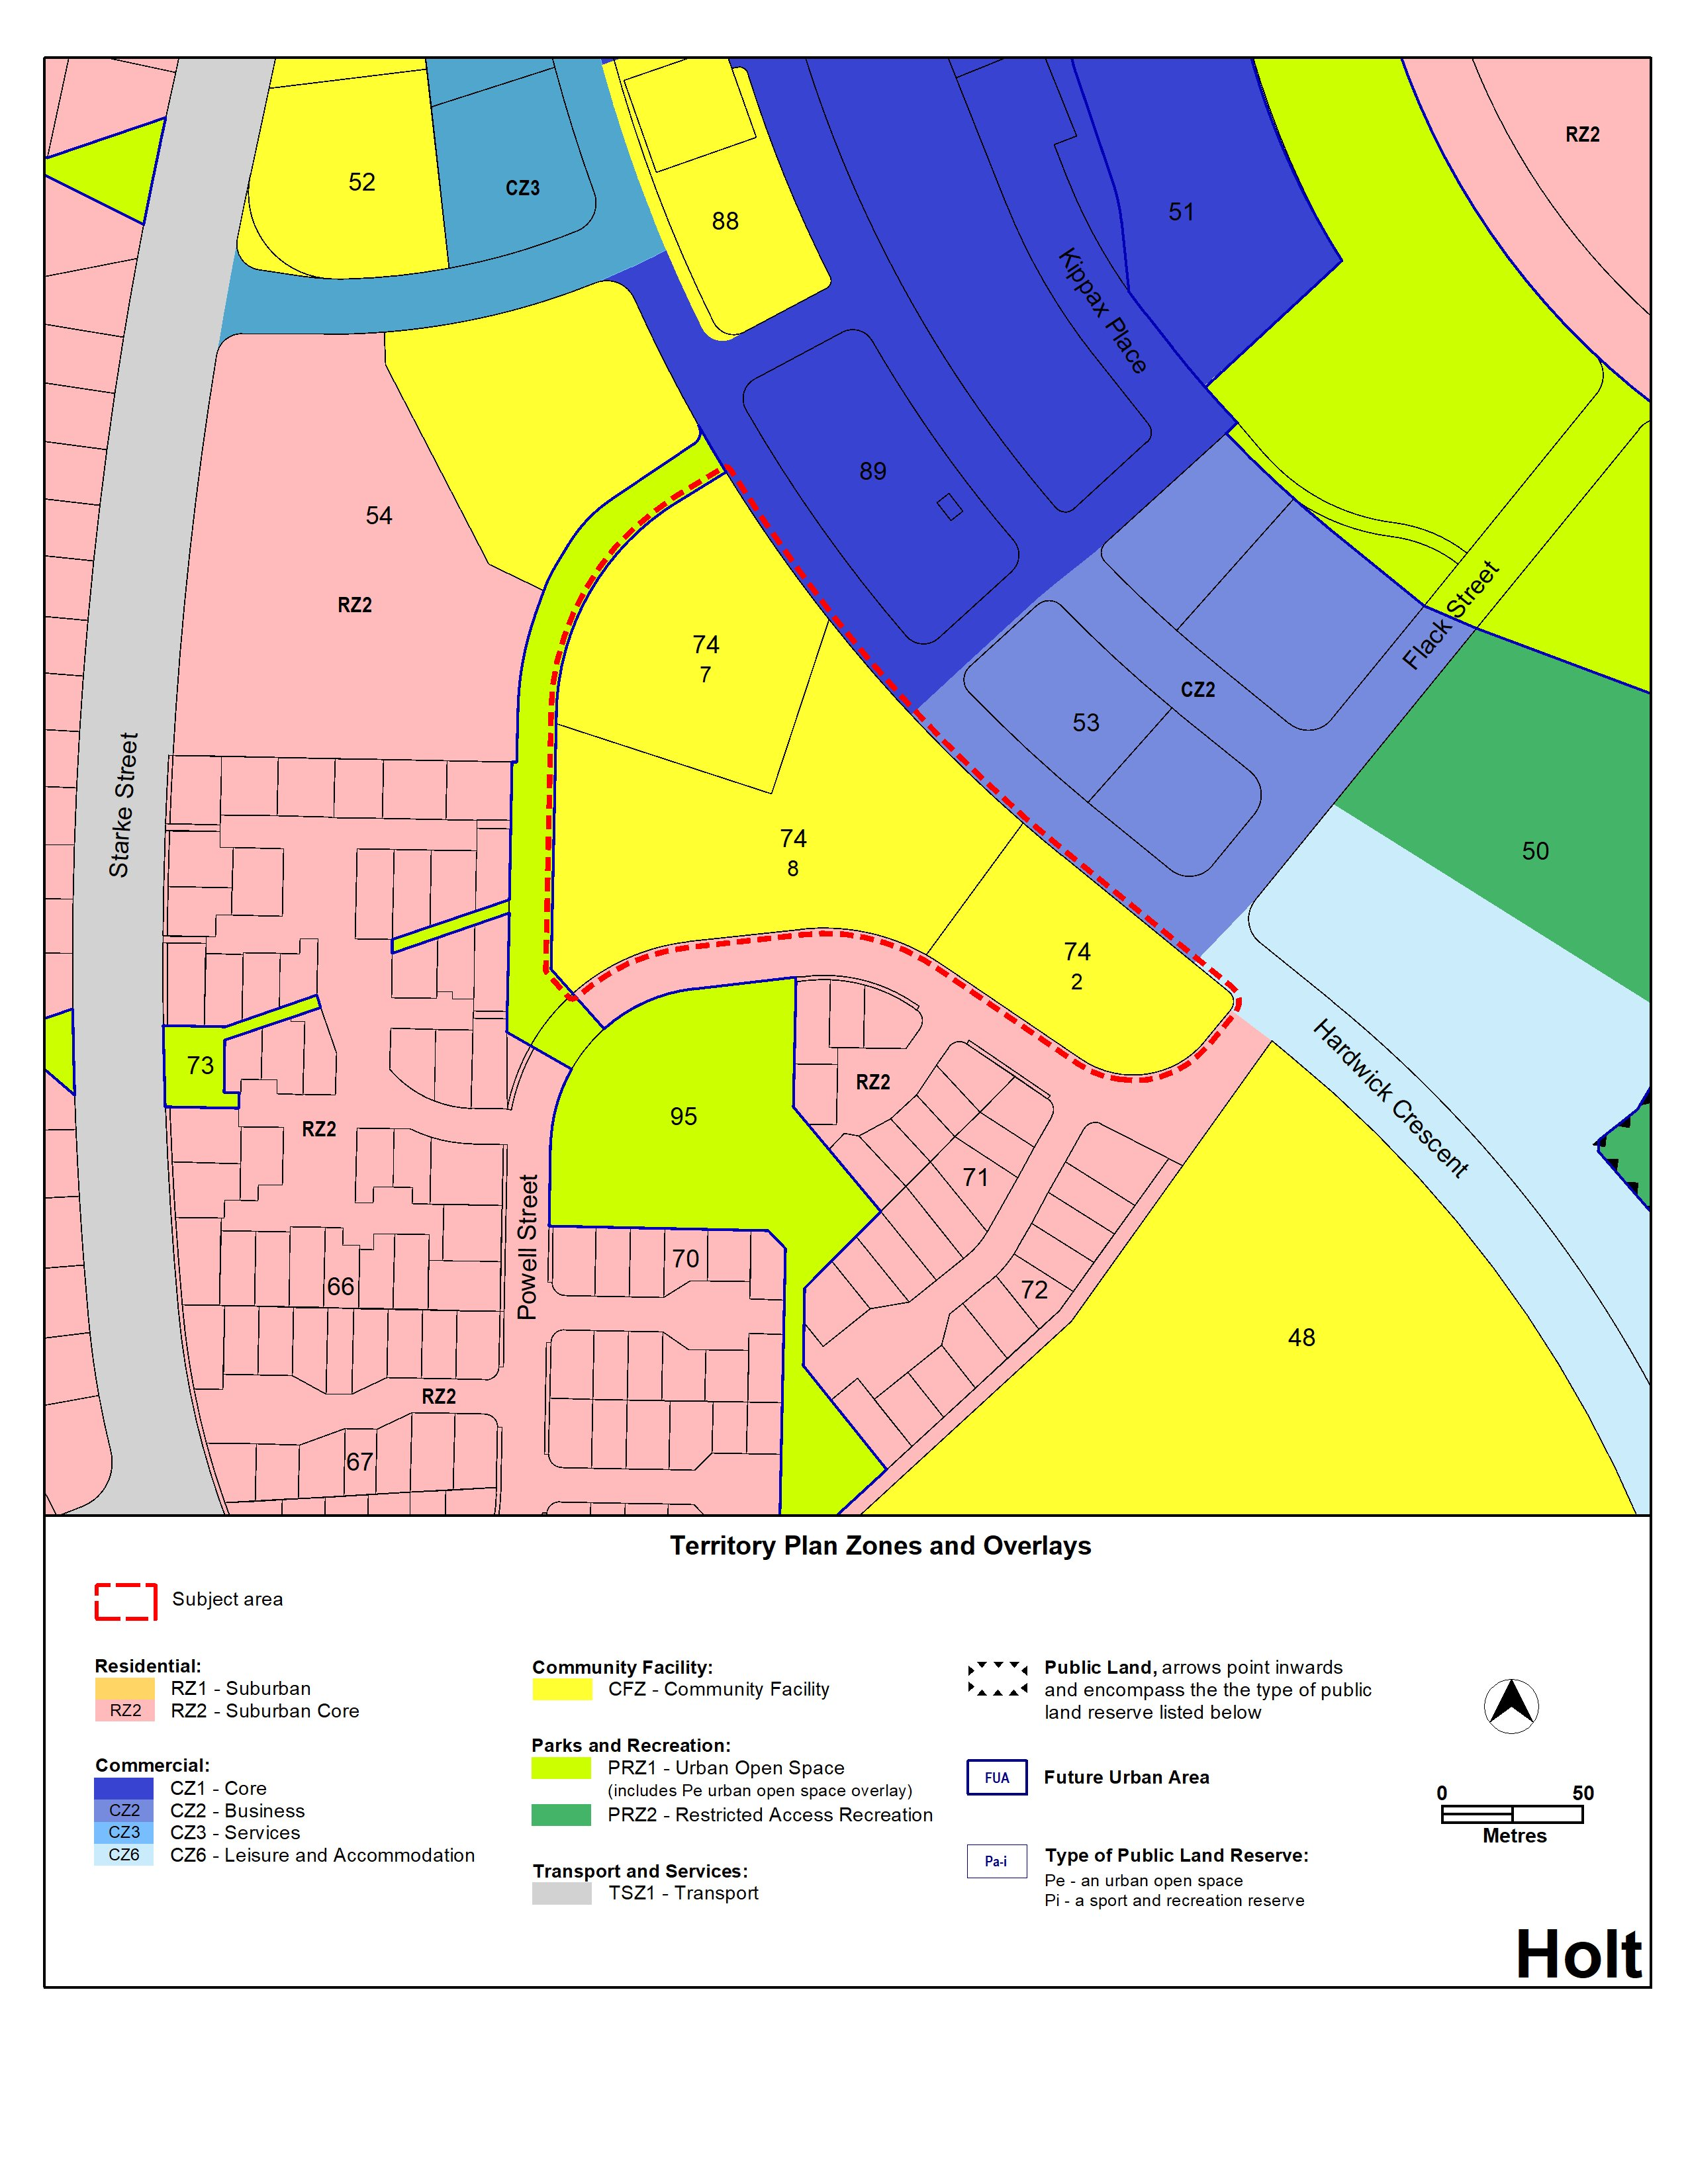 RZ2
52
CZ3
88
51
Kippax Place
89
54
RZ2
74
7
Flack Street
CZ2
53
Starke Street
74
8
50
74
2
Hardwick Crescent
73
RZ2
95
RZ2
71
Powell Street
70
66
72
48
RZ2
67
Territory Plan Zones and Overlays
Subject area
Residential:
RZ1 - Suburban
RZ2 RZ2 - Suburban Core
Commercial:
CZ1 - Core
CZ2 CZ2 - Business
CZ3 CZ3 - Services
CZ6 CZ6 - Leisure and Accommodation
Community Facility:
CFZ - Community Facility
Parks and Recreation:
PRZ1 - Urban Open Space
(includes Pe urban open space overlay)
PRZ2 - Restricted Access Recreation
Transport and Services:
TSZ1 - Transport
Public Land, arrows point inwards
and encompass the the type of public
land reserve listed below
FUA Future Urban Area
Pa-i Type of Public Land Reserve:
Pe - an urban open space
Pi - a sport and recreation reserve
0 50
Metres
Holt